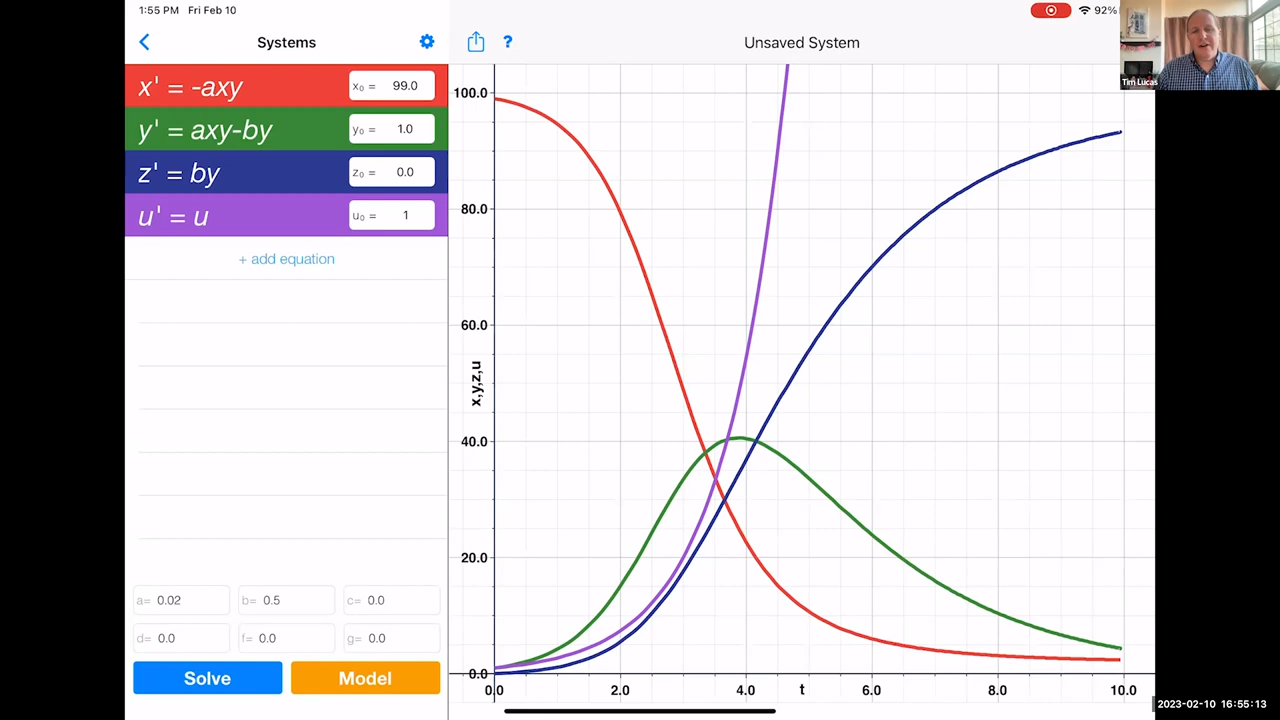 1:55 PM Fri Feb 10
92%
Systems
? Unsaved System
x' = -axy x₀ = 99.0
y' = axy-by y₀ = 1.0
z' = by z₀ = 0.0
u' = u u₀ = 1
+ add equation
a= 0.02 b= 0.5 c= 0.0
d= 0.0 f= 0.0 g= 0.0
Solve Model
100.0
80.0
60.0
40.0
20.0
0.0
x,y,z,u
0.0 2.0 4.0 t 6.0 8.0 10.0
Tim Lucas
2023-02-10 16:55:13